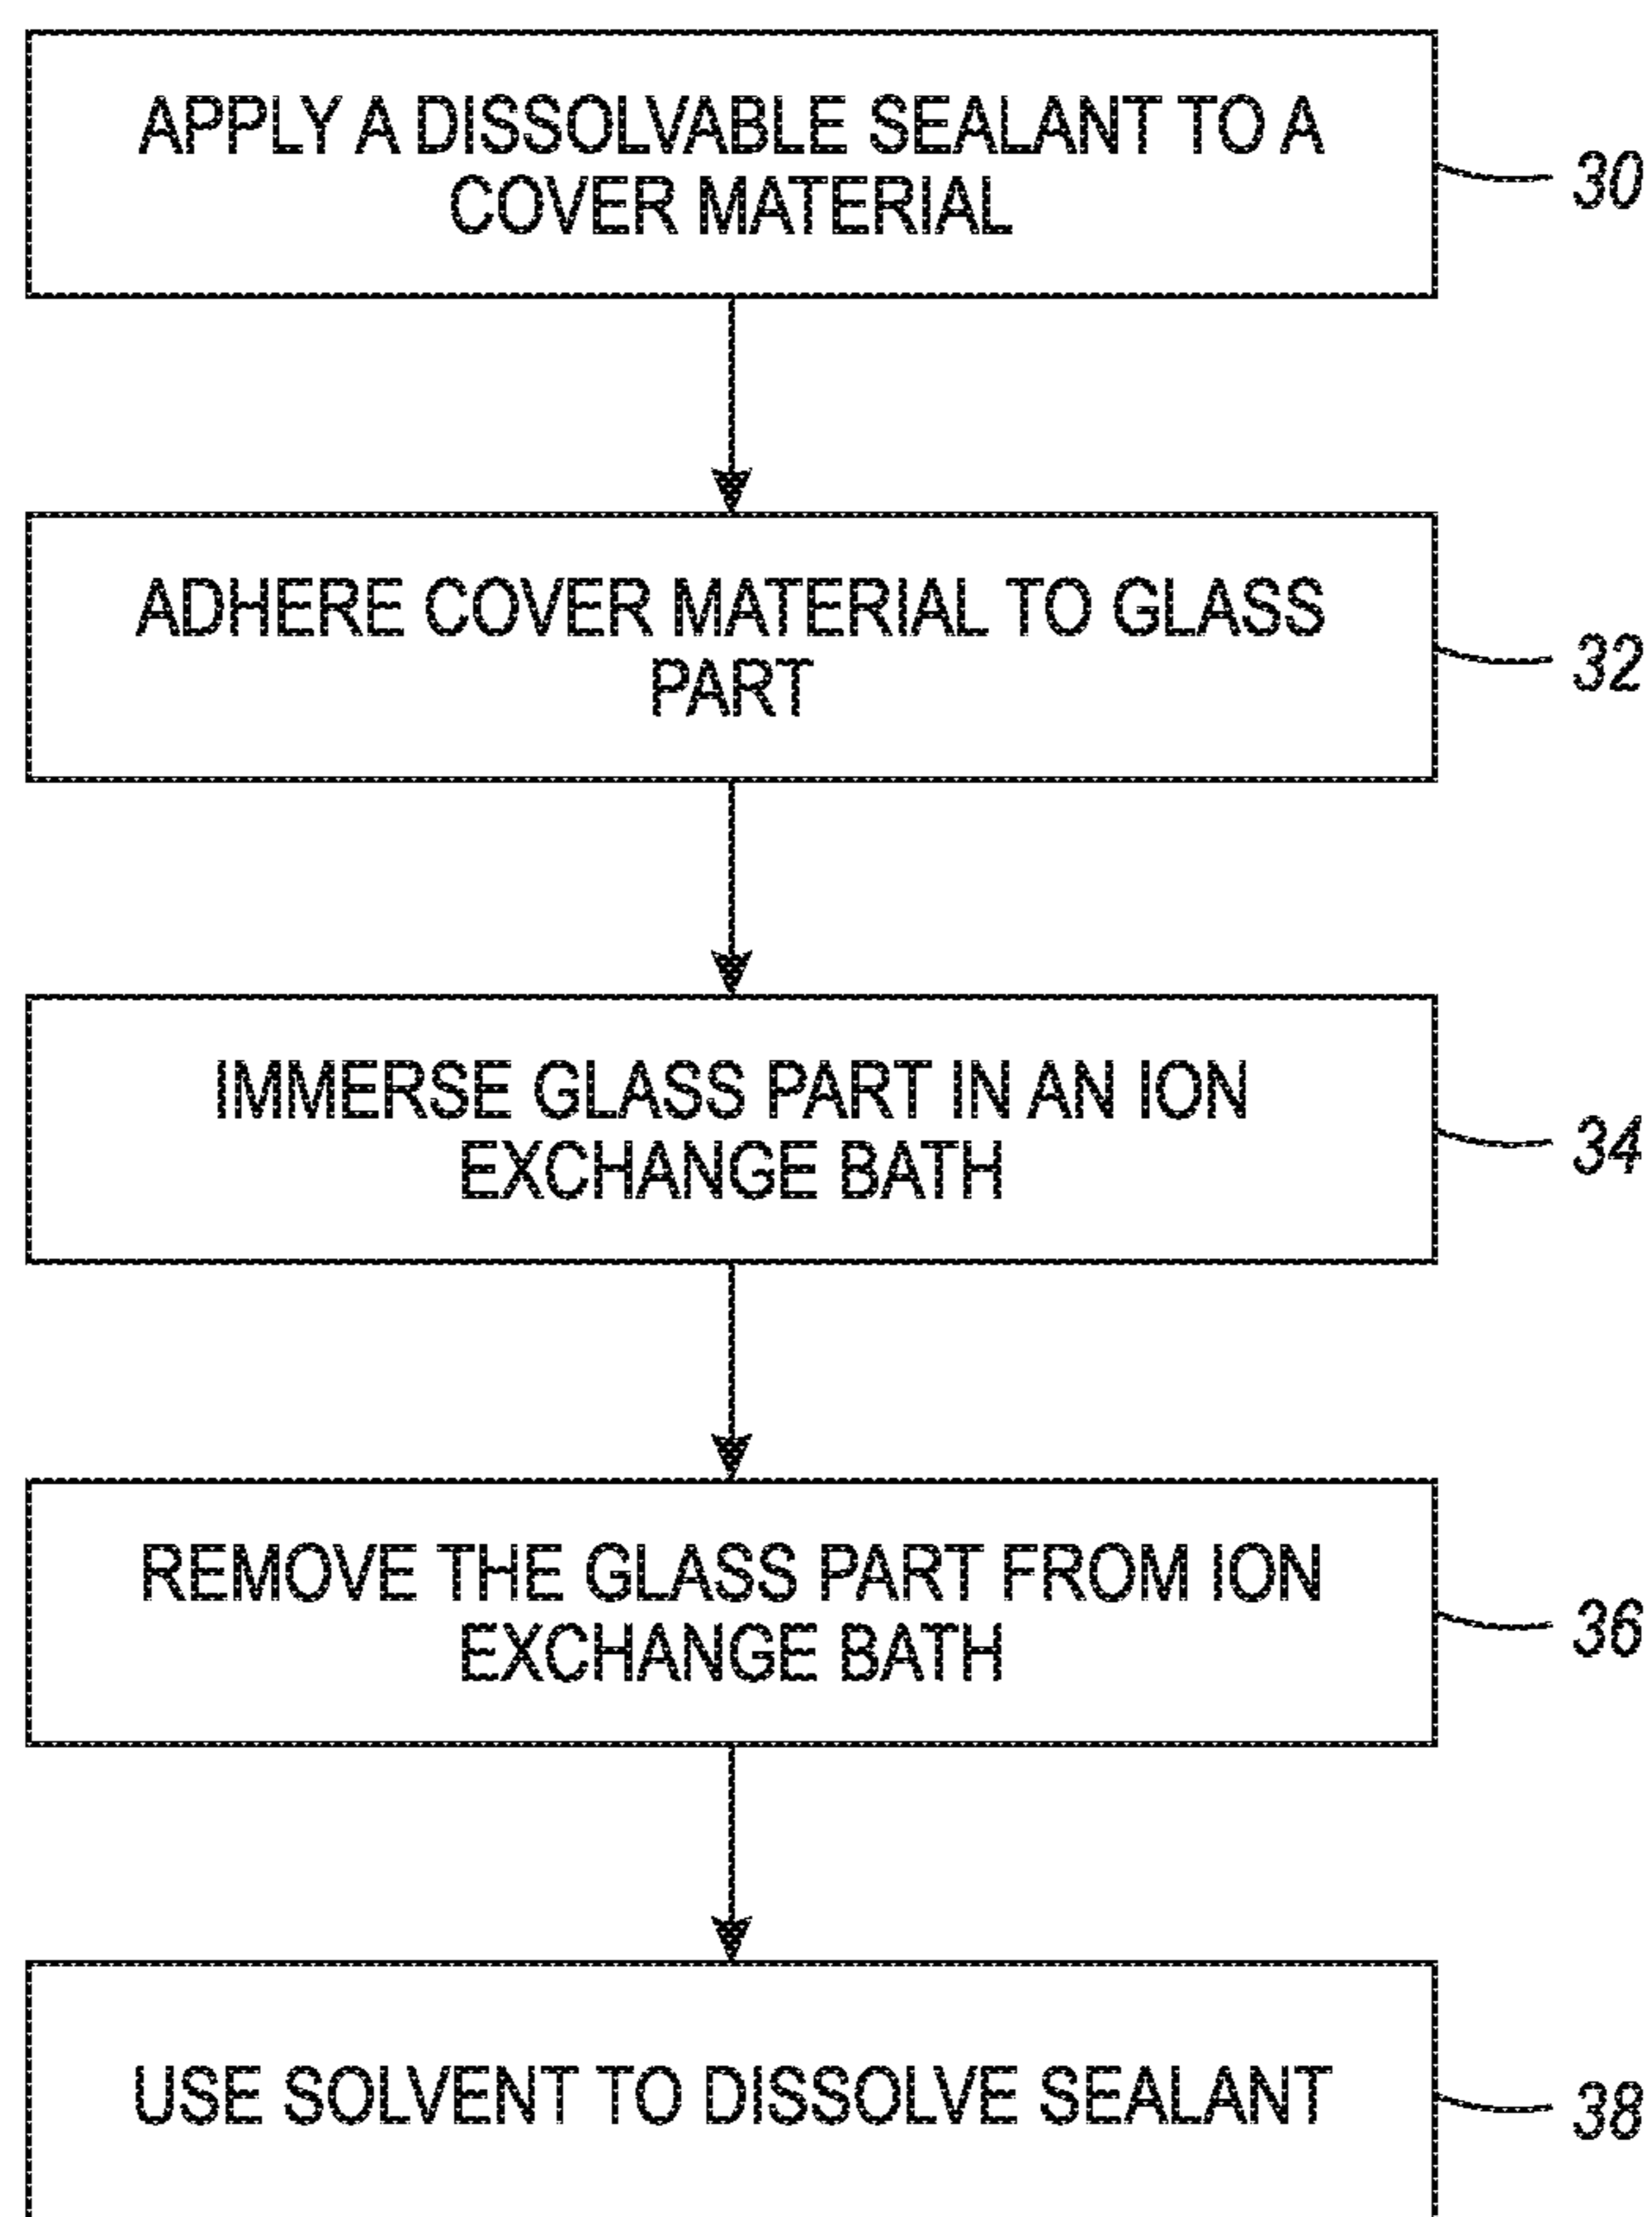 APPLY A DISSOLVABLE SEALANT TO A
COVER MATERIAL
30
ADHERE COVER MATERIAL TO GLASS
PART
32
IMMERSE GLASS PART IN AN ION
EXCHANGE BATH
34
REMOVE THE GLASS PART FROM ION
EXCHANGE BATH
36
USE SOLVENT TO DISSOLVE SEALANT
38